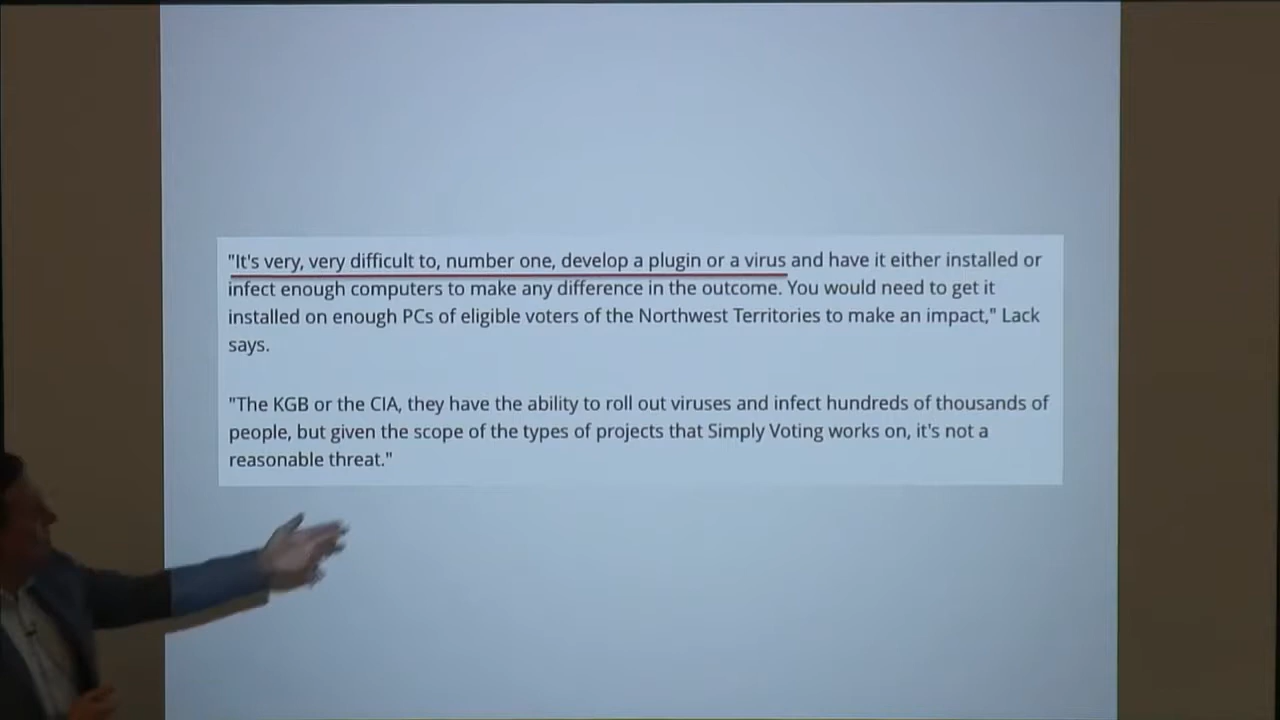 "It's very, very difficult to, number one, develop a plugin or a virus and have it either installed or
infect enough computers to make any difference in the outcome. You would need to get it
installed on enough PCs of eligible voters of the Northwest Territories to make an impact," Lack
says.
"The KGB or the CIA, they have the ability to roll out viruses and infect hundreds of thousands of
people, but given the scope of the types of projects that Simply Voting works on, it's not a
reasonable threat."